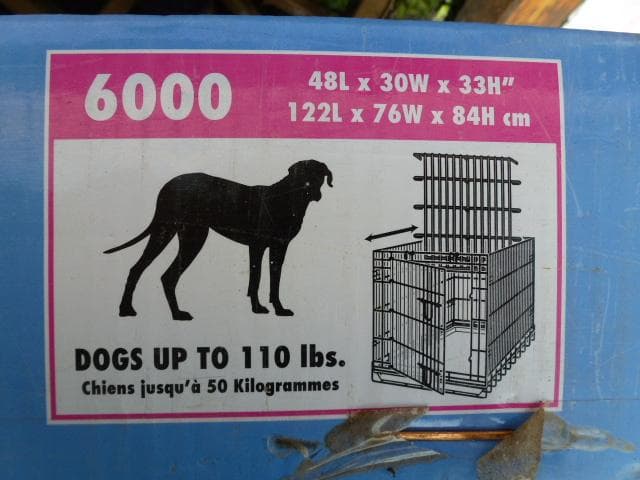 6000
48L x 30W x 33H"
122L x 76W x 84H cm
DOGS UP TO 110 lbs.
Chiens jusqu'à 50 Kilogrammes